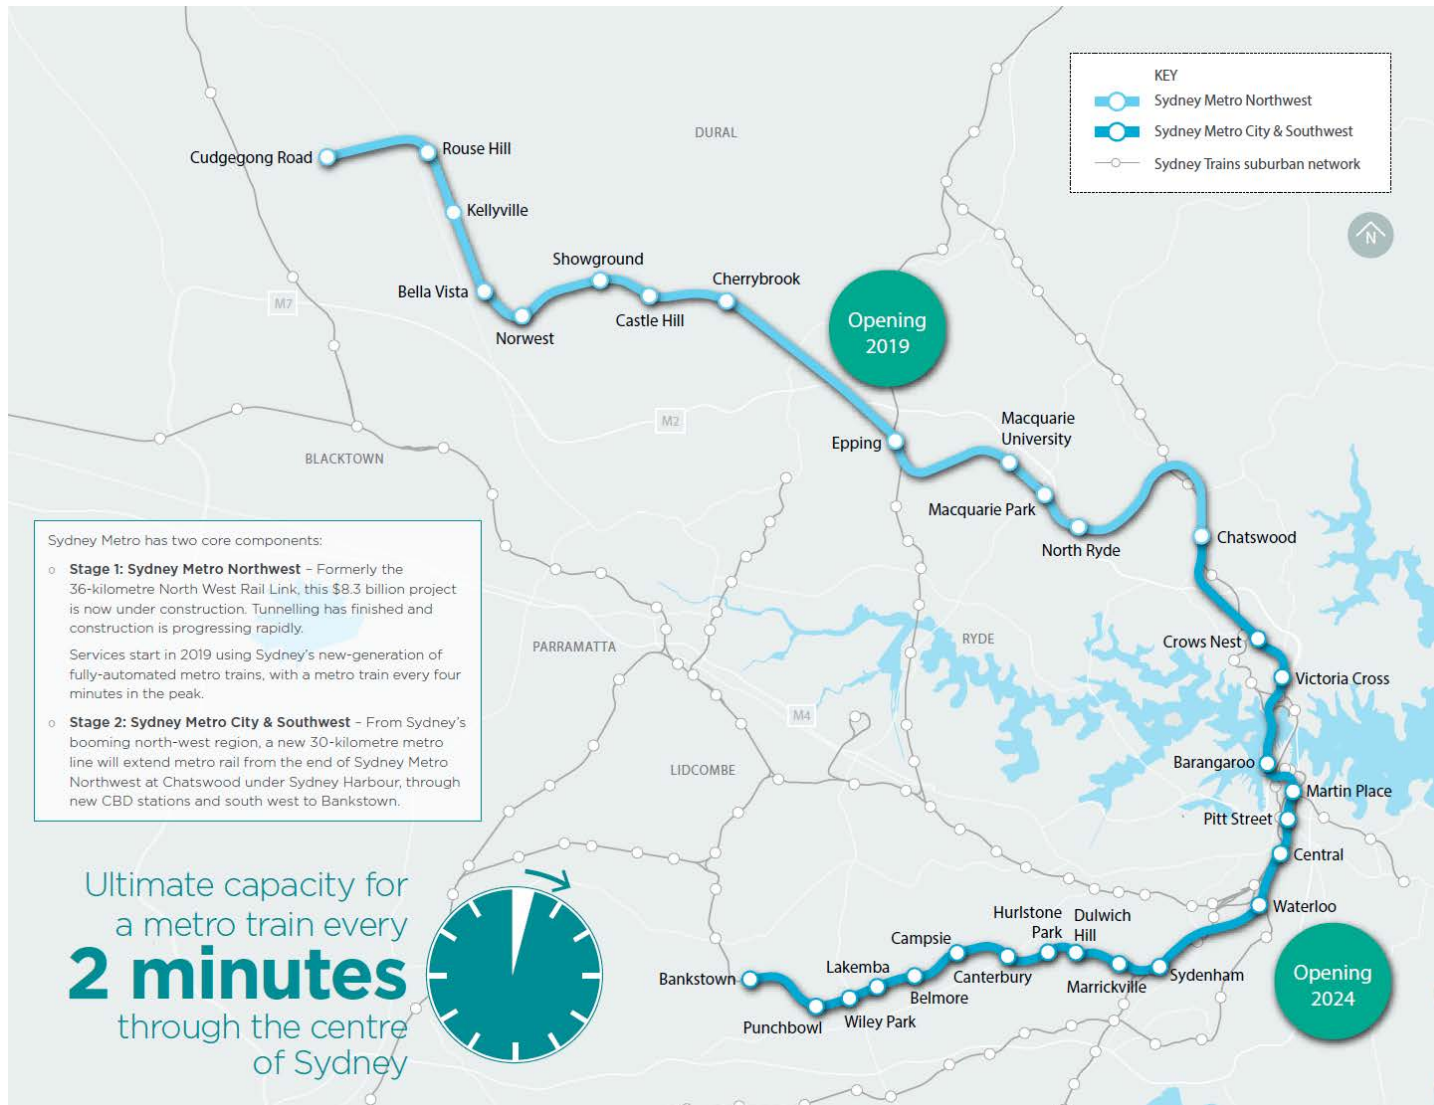 KEY
Sydney Metro Northwest
Sydney Metro City & Southwest
Sydney Trains suburban network
N
DURAL
Cudgegong Road
Rouse Hill
Kellyville
Showground
Cherrybrook
Bella Vista
M7
Castle Hill
Norwest
Opening
2019
M2
Macquarie
University
Epping
BLACKTOWN
Macquarie Park
North Ryde
Chatswood
Sydney Metro has two core components:
Stage 1: Sydney Metro Northwest – Formerly the
36-kilometre North West Rail Link, this $8.3 billion project
is now under construction. Tunnelling has finished and
construction is progressing rapidly.
Services start in 2019 using Sydney's new-generation of
fully-automated metro trains, with a metro train every four
minutes in the peak.
Stage 2: Sydney Metro City & Southwest – From Sydney's
booming north-west region, a new 30-kilometre metro
line will extend metro rail from the end of Sydney Metro
Northwest at Chatswood under Sydney Harbour, through
new CBD stations and south west to Bankstown.
PARRAMATTA
RYDE
Crows Nest
Victoria Cross
M4
LIDCOMBE
Barangaroo
Martin Place
Pitt Street
Central
Waterloo
Ultimate capacity for
a metro train every
2 minutes
through the centre
of Sydney
Hurlstone
Park
Dulwich
Hill
Campsie
Lakemba
Canterbury
Bankstown
Belmore
Marrickville
Sydenham
Punchbowl
Wiley Park
Opening
2024